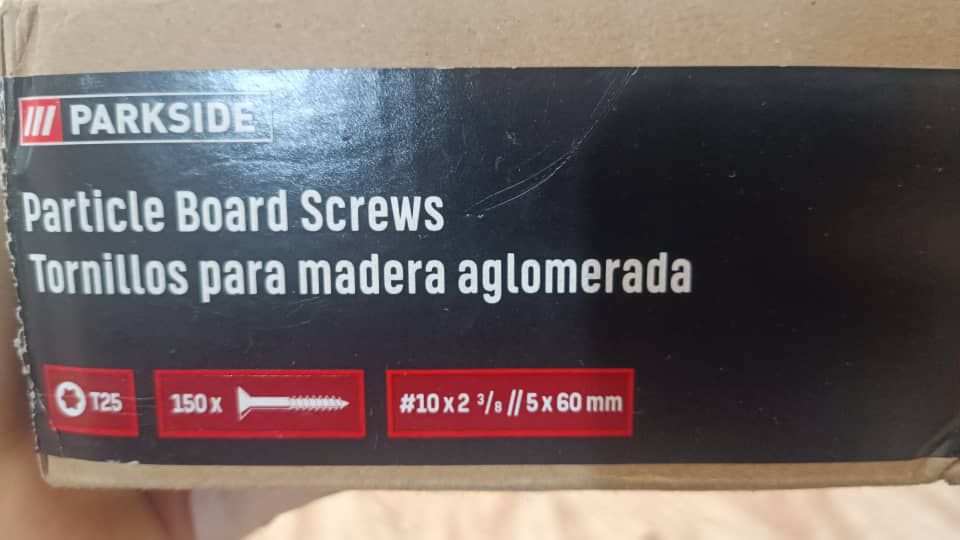 PARKSIDE
Particle Board Screws
Tornillos para madera aglomerada
T25 150 x #10 x 2 3/8 // 5 x 60 mm